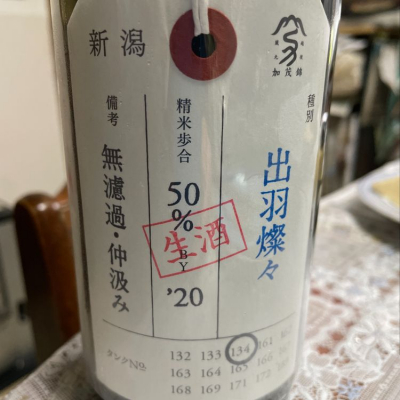 新潟
加茂錦
種別
出羽燦々
精米歩合
50%
BY
'20
生酒
備考
無濾過・仲汲み
タンクNo.
132 133 134 161
163 164 165 166
168 169 171 172